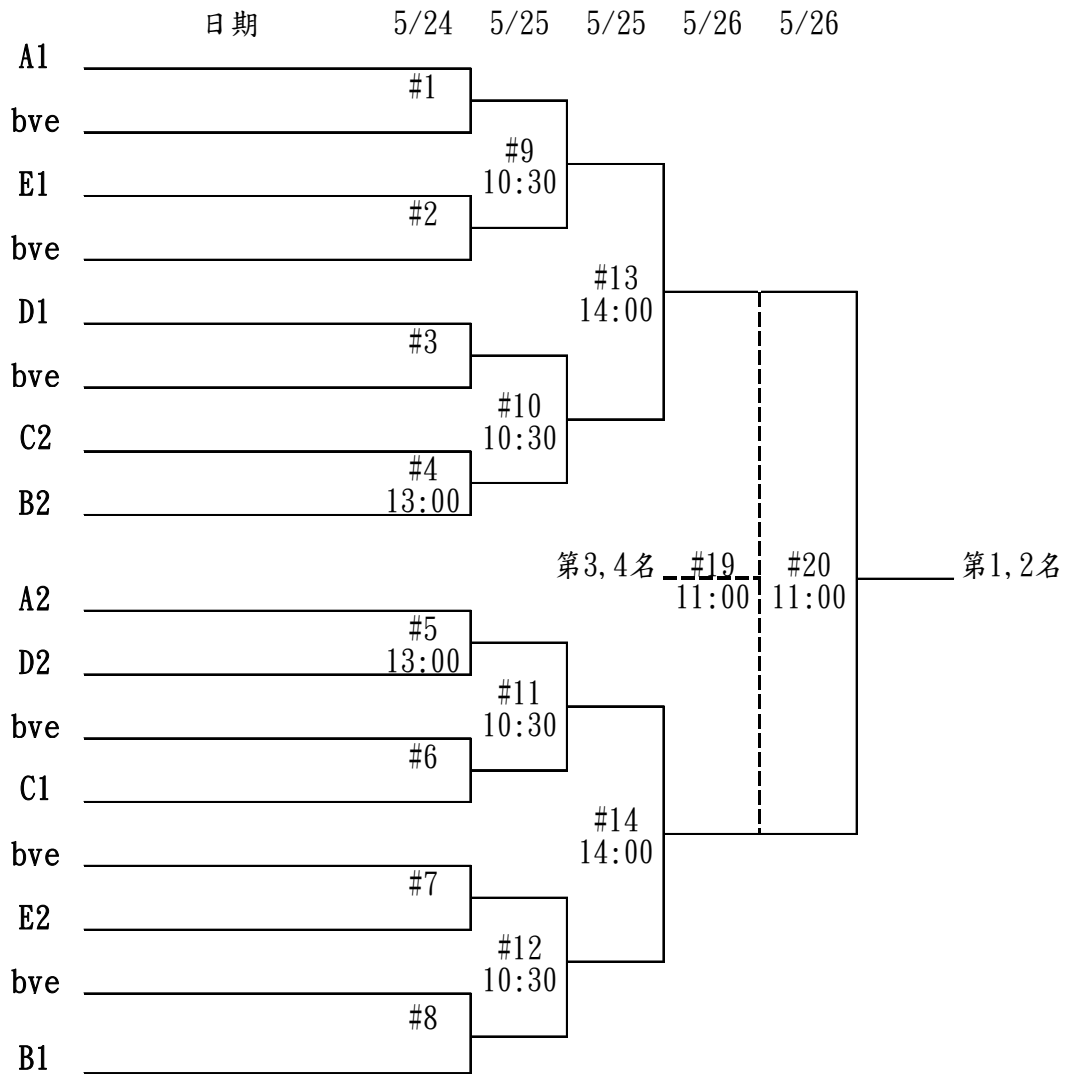 日期 5/24 5/25 5/25 5/26 5/26
A1
#1
bve
#9
10:30
E1
#2
bve
#13
14:00
D1
#3
bve
#10
10:30
C2
#4
13:00
B2
第3,4名 #19 #20 第1,2名
11:00 11:00
A2
#5
13:00
D2
#11
10:30
bve
#6
C1
#14
14:00
bve
#7
E2
#12
10:30
bve
#8
B1